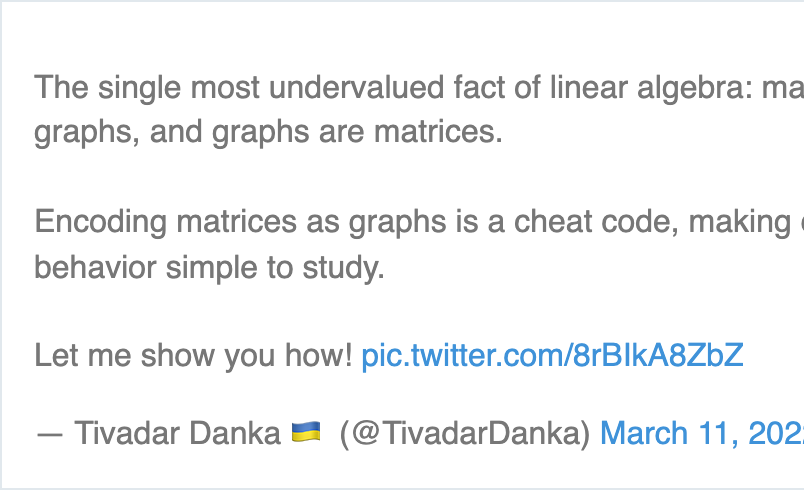 The single most undervalued fact of linear algebra: ma
graphs, and graphs are matrices.
Encoding matrices as graphs is a cheat code, making
behavior simple to study.
Let me show you how! pic.twitter.com/8rBIkA8ZbZ
— Tivadar Danka 🇺🇦 (@TivadarDanka) March 11, 202